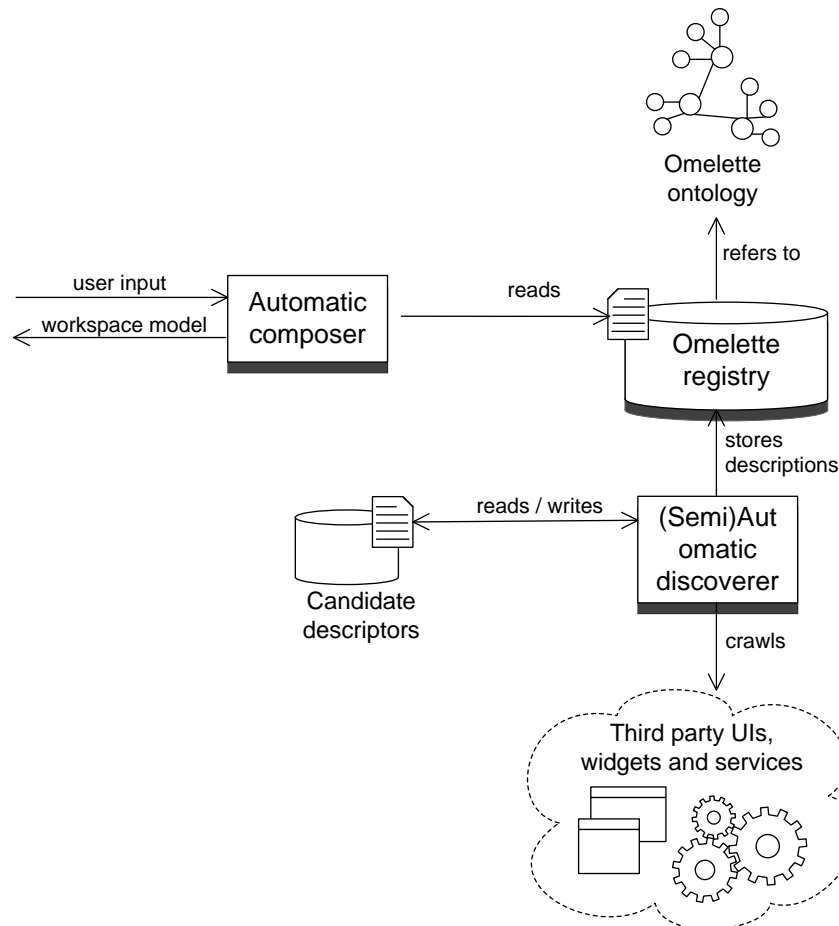 Omelette
ontology
refers to
user input
workspace model
Automatic
composer
reads
Omelette
registry
stores
descriptions
reads / writes
(Semi)Aut
omatic
discoverer
Candidate
descriptors
crawls
Third party UIs,
widgets and services